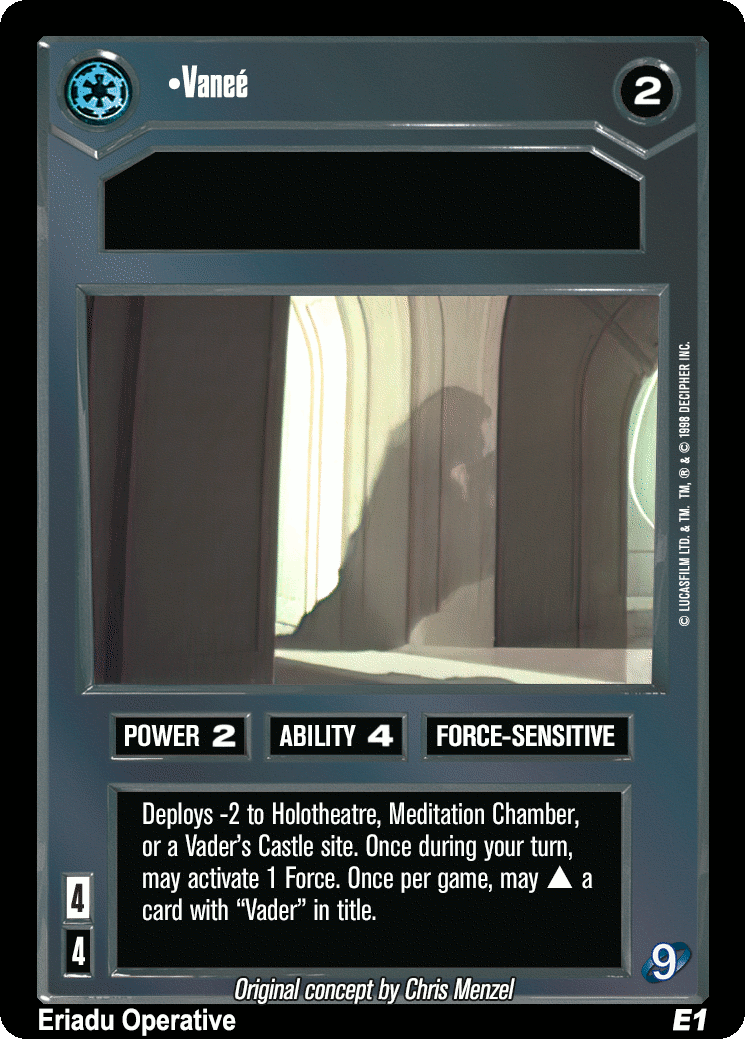 •Vaneé
2
© LUCASFILM LTD. & TM. TM, ® & © 1998 DECIPHER INC.
POWER 2 ABILITY 4 FORCE-SENSITIVE
Deploys -2 to Holotheatre, Meditation Chamber,
or a Vader’s Castle site. Once during your turn,
may activate 1 Force. Once per game, may ▲ a
card with “Vader” in title.
4
4
9
Original concept by Chris Menzel
Eriadu Operative E1